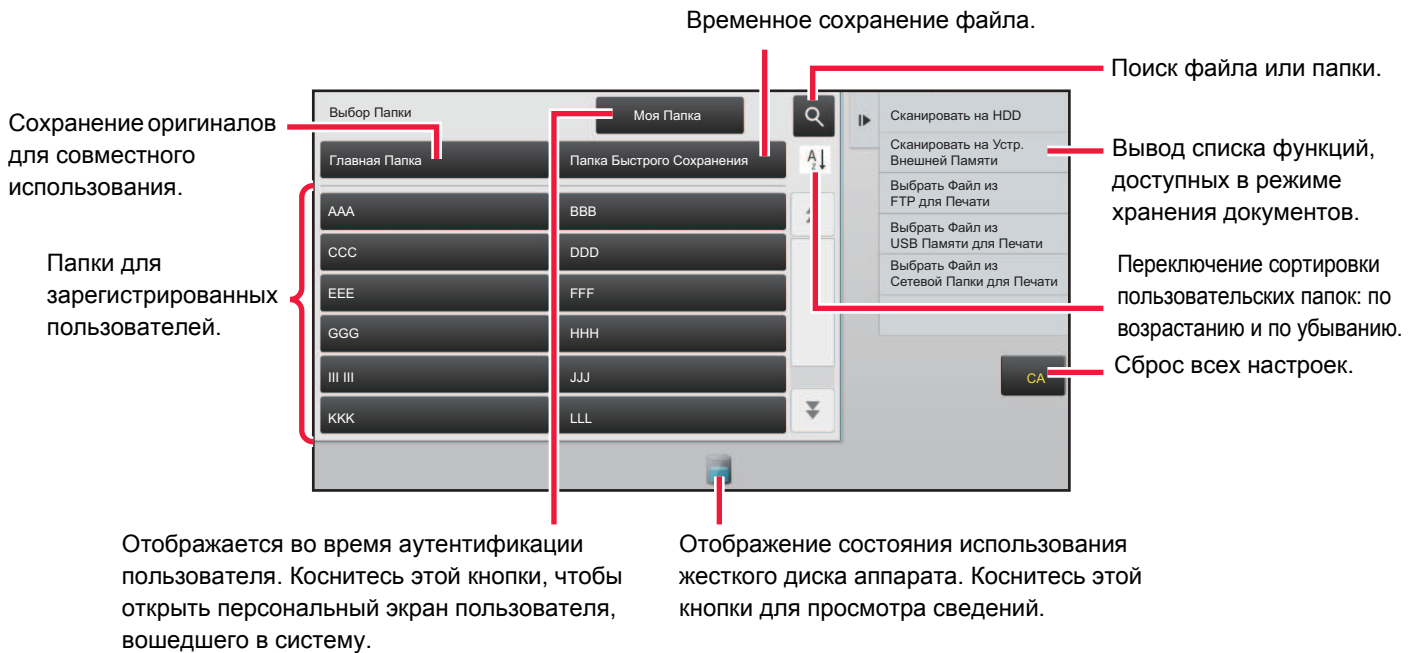 Временное сохранение файла.
Поиск файла или папки.
Сохранение оригиналов
для совместного
использования.
Папки для
зарегистрированных
пользователей.
Выбор Папки
Моя Папка
Главная Папка
Папка Быстрого Сохранения
A
Z
AAA
BBB
CCC
DDD
EEE
FFF
GGG
HHH
III III
JJJ
KKK
LLL
Сканировать на HDD
Сканировать на Устр.
Внешней Памяти
Выбрать Файл из
FTP для Печати
Выбрать Файл из
USB Памяти для Печати
Выбрать Файл из
Сетевой Папки для Печати
CA
Вывод списка функций,
доступных в режиме
хранения документов.
Переключение сортировки
пользовательских папок: по
возрастанию и по убыванию.
Сброс всех настроек.
Отображается во время аутентификации
пользователя. Коснитесь этой кнопки, чтобы
открыть персональный экран пользователя,
вошедшего в систему.
Отображение состояния использования
жесткого диска аппарата. Коснитесь этой
кнопки для просмотра сведений.